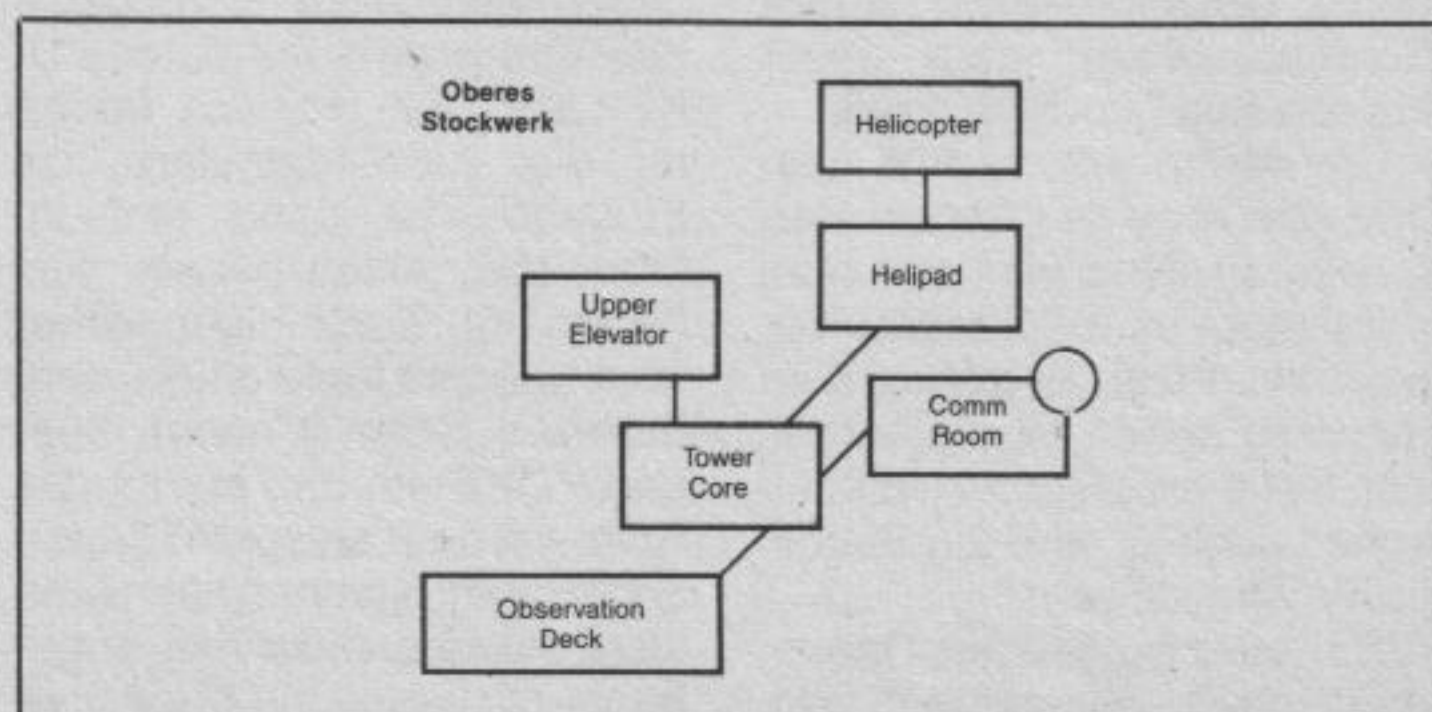 Oberes
Stockwerk
Helicopter
Helipad
Upper
Elevator
Comm
Room
Tower
Core
Observation
Deck